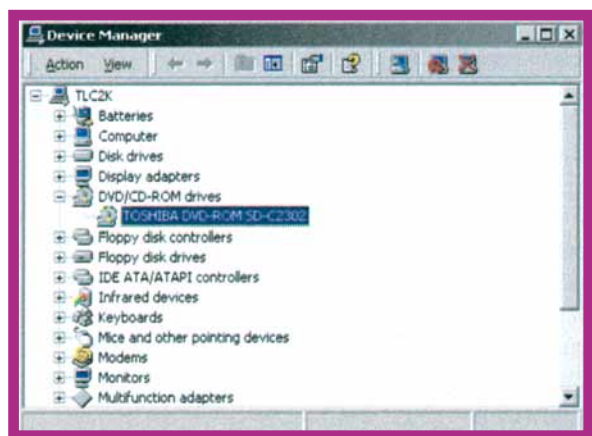 Device Manager
Action View
TLC2K
Batteries
Computer
Disk drives
Display adapters
DVD/CD-ROM drives
TOSHIBA DVD-ROM SD-C2302
Floppy disk controllers
Floppy disk drives
IDE ATA/ATAPI controllers
Infrared devices
Keyboards
Mice and other pointing devices
Modems
Monitors
Multifunction adapters